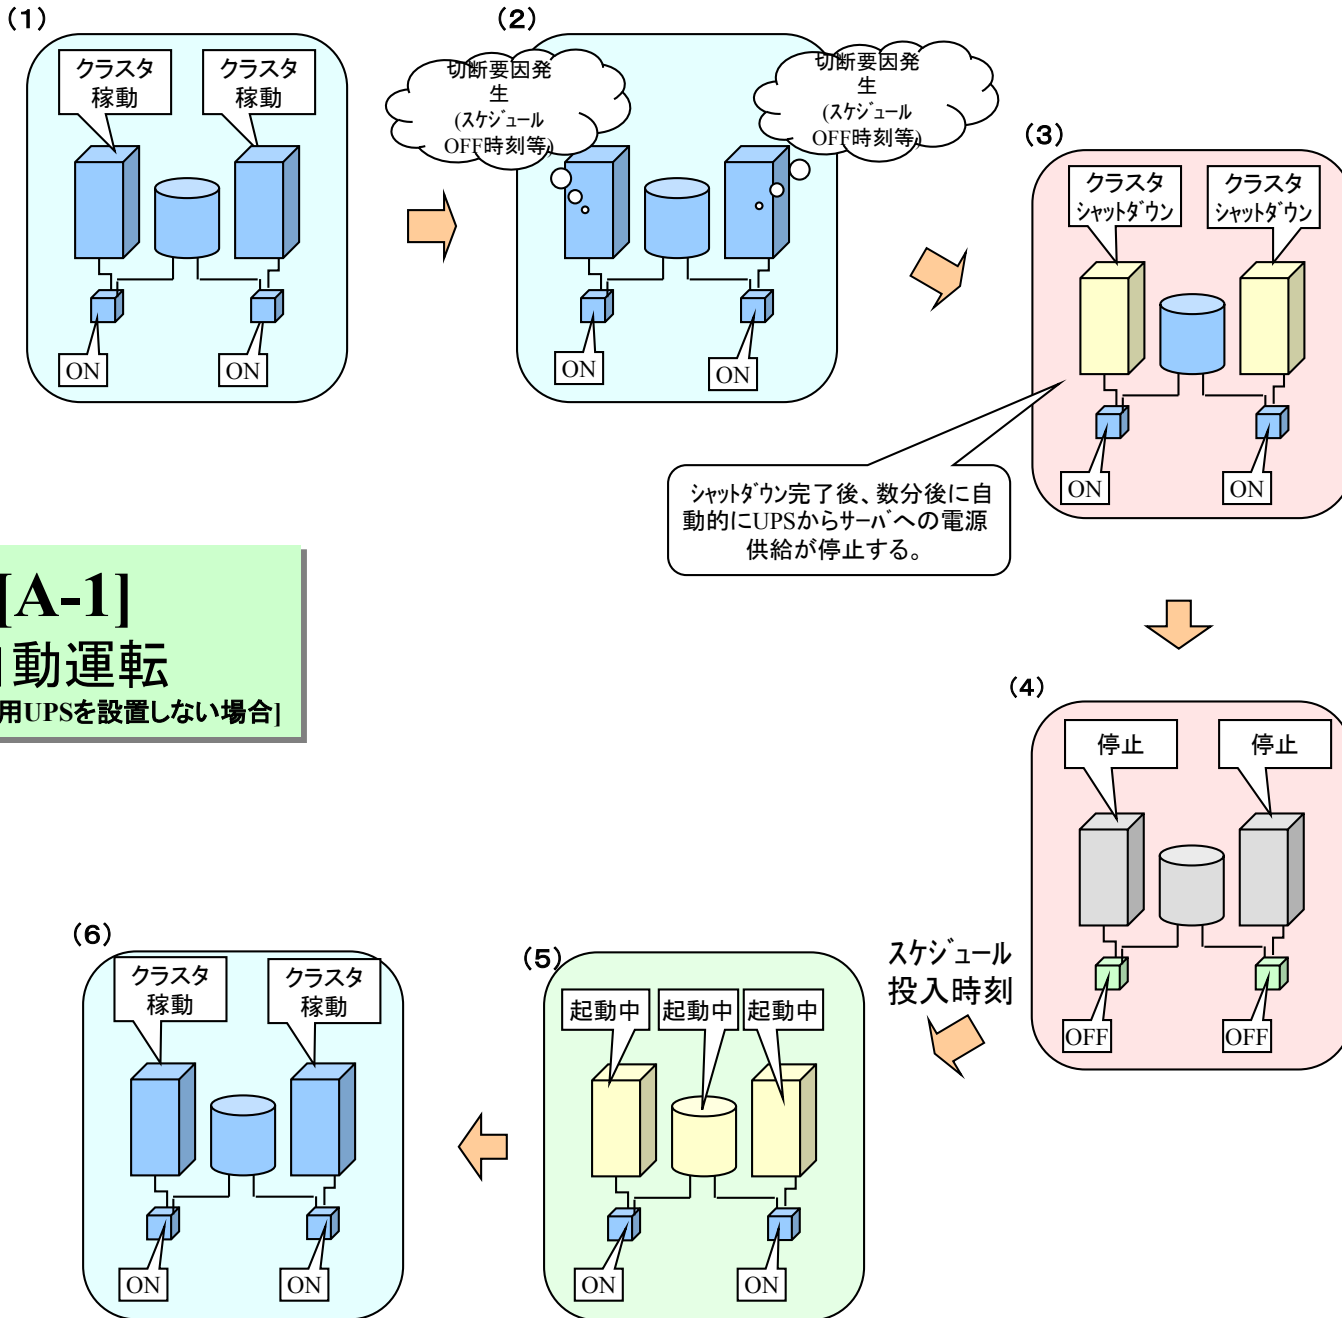 (1)
クラスタ
稼動
クラスタ
稼動
ON
ON
(2)
切断要因発
生
(ｽｹｼﾞｭｰﾙ
OFF時刻等)
切断要因発
生
(ｽｹｼﾞｭｰﾙ
OFF時刻等)
ON
ON
(3)
クラスタ
ｼｬｯﾄﾀﾞｳﾝ
クラスタ
ｼｬｯﾄﾀﾞｳﾝ
ON
ON
ｼｬｯﾄﾀﾞｳﾝ完了後、数分後に自
動的にUPSからｻｰﾊﾞへの電源
供給が停止する。
[A-1]
動運転
用UPSを設置しない場合]
(4)
停止
停止
OFF
OFF
ｽｹｼﾞｭｰﾙ
投入時刻
(5)
起動中
起動中
起動中
ON
ON
(6)
クラスタ
稼動
クラスタ
稼動
ON
ON